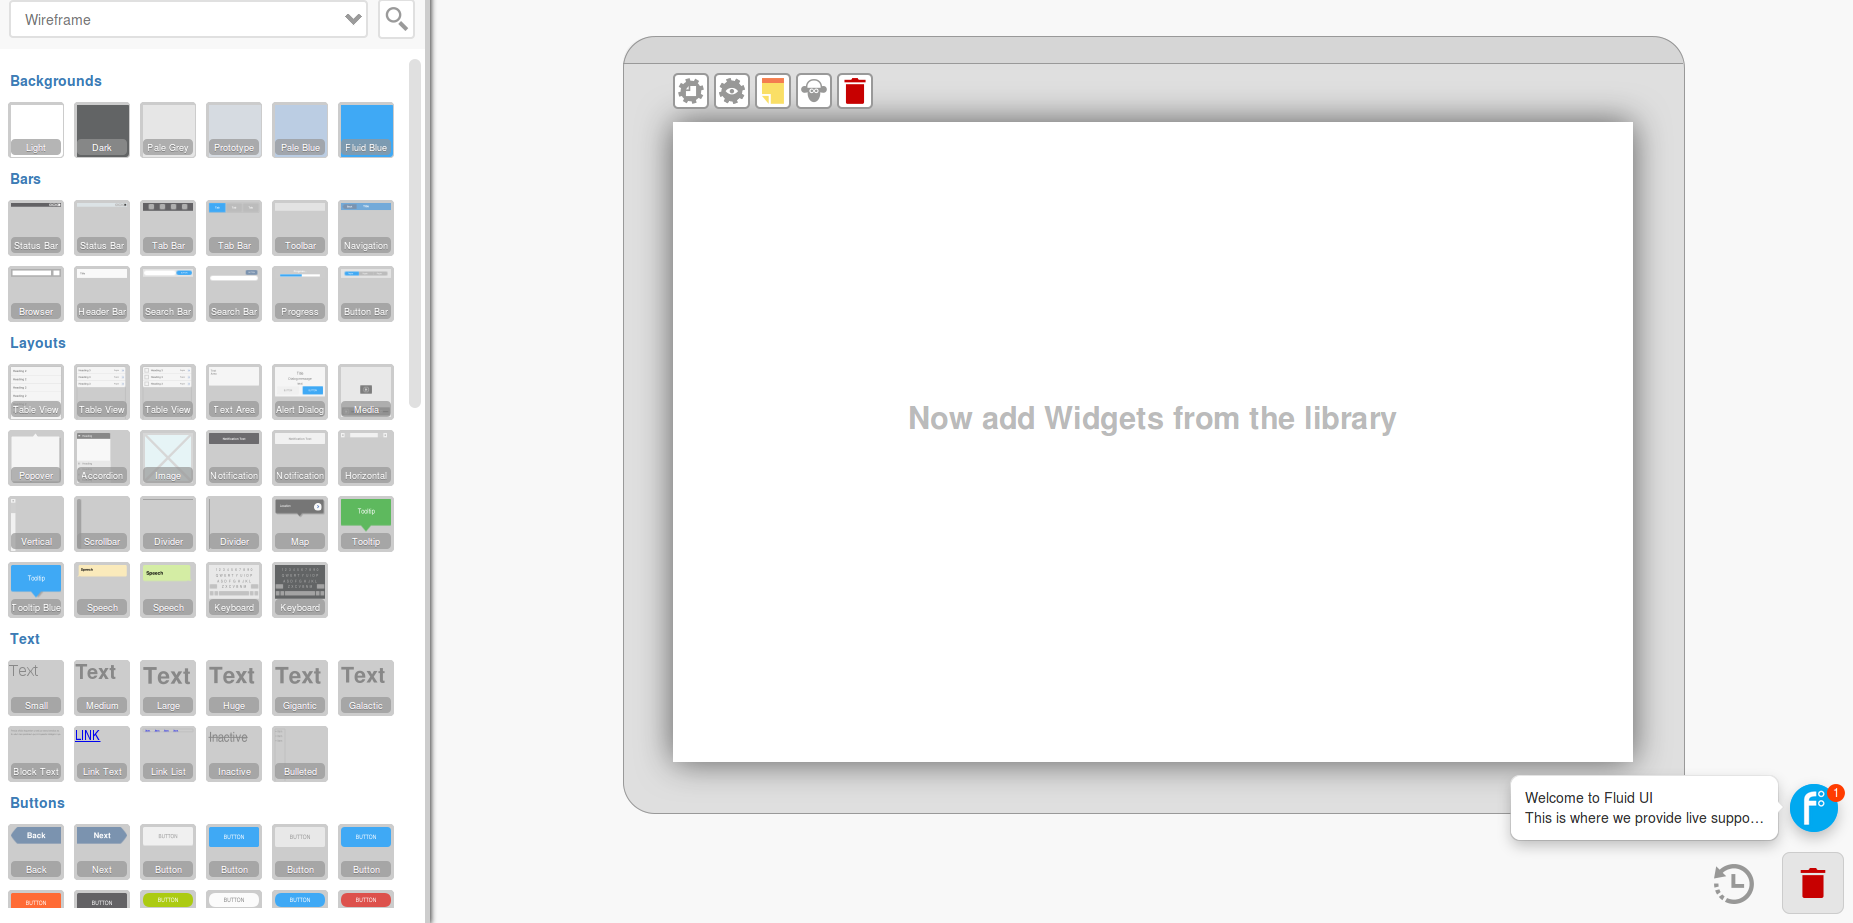 Wireframe
Backgrounds
Light
Dark
Pale Grey
Prototype
Pale Blue
Fluid Blue
Bars
Status Bar
Status Bar
Tab Bar
Tab Bar
Toolbar
Navigation
Browser
Header Bar
Search Bar
Search Bar
Progress
Button Bar
Layouts
Table View
Table View
Table View
Text Area
Alert Dialog
Media
Popover
Accordion
Image
Notification
Notification
Horizontal
Vertical
Scrollbar
Divider
Divider
Map
Tooltip
Tooltip
Tooltip
Tooltip Blue
Speech
Speech
Speech
Speech
Keyboard
Keyboard
Text
Text
Small
Text
Medium
Text
Large
Text
Huge
Text
Gigantic
Text
Galactic
Block Text
LINK
Link Text
Link List
Inactive
Inactive
Bulleted
Buttons
Back
Back
Next
Next
BUTTON
Button
BUTTON
Button
BUTTON
Button
BUTTON
Button
BUTTON
BUTTON
BUTTON
BUTTON
BUTTON
BUTTON
Now add Widgets from the library
Welcome to Fluid UI
This is where we provide live suppo...
1